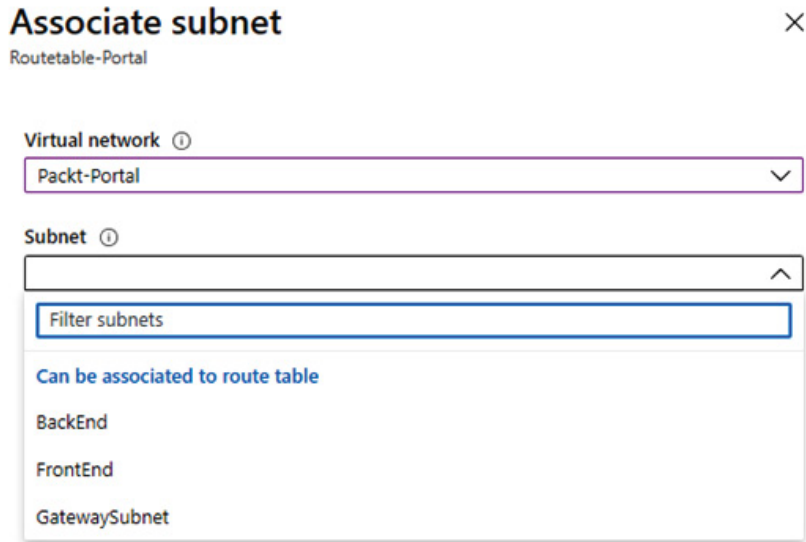 Associate subnet
Routetable-Portal
Virtual network
Packt-Portal
Subnet
Filter subnets
Can be associated to route table
BackEnd
FrontEnd
GatewaySubnet